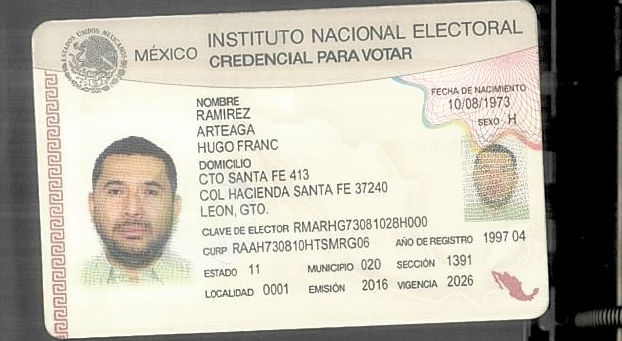 ESTADOS UNIDOS MEXICANOS
MÉXICO INSTITUTO NACIONAL ELECTORAL
CREDENCIAL PARA VOTAR
NOMBRE
RAMIREZ
ARTEAGA
HUGO FRANC
FECHA DE NACIMIENTO
10/08/1973
SEXO H
DOMICILIO
CTO SANTA FE 413
COL HACIENDA SANTA FE 37240
LEON, GTO.
CLAVE DE ELECTOR RMARHG73081028H000
CURP RAAH730810HTSMRG06 AÑO DE REGISTRO 1997 04
ESTADO 11 MUNICIPIO 020 SECCIÓN 1391
LOCALIDAD 0001 EMISIÓN 2016 VIGENCIA 2026